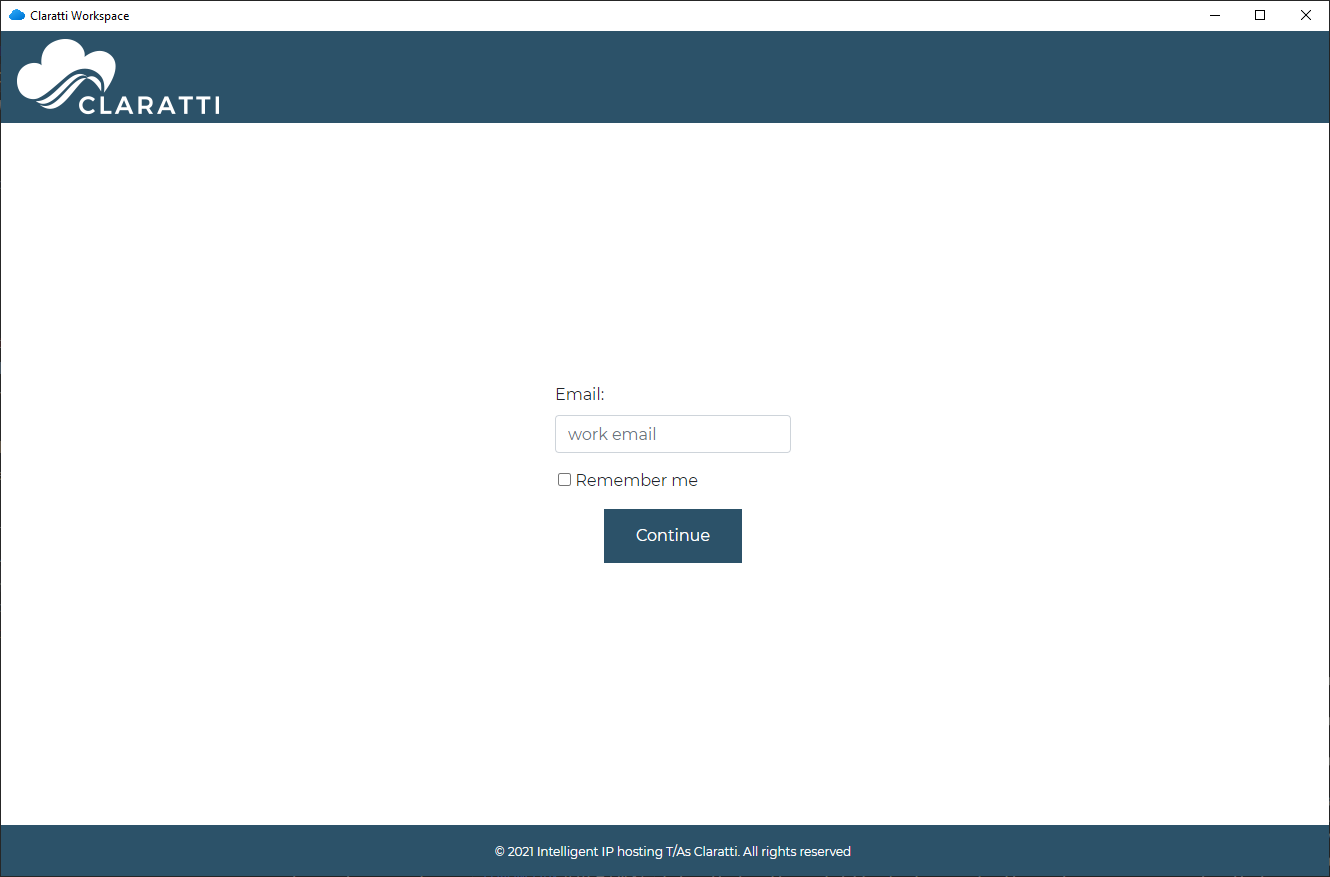 Claratti Workspace
CLARATTI
Email:
work email
Remember me
Continue
© 2021 Intelligent IP hosting T/As Claratti. All rights reserved